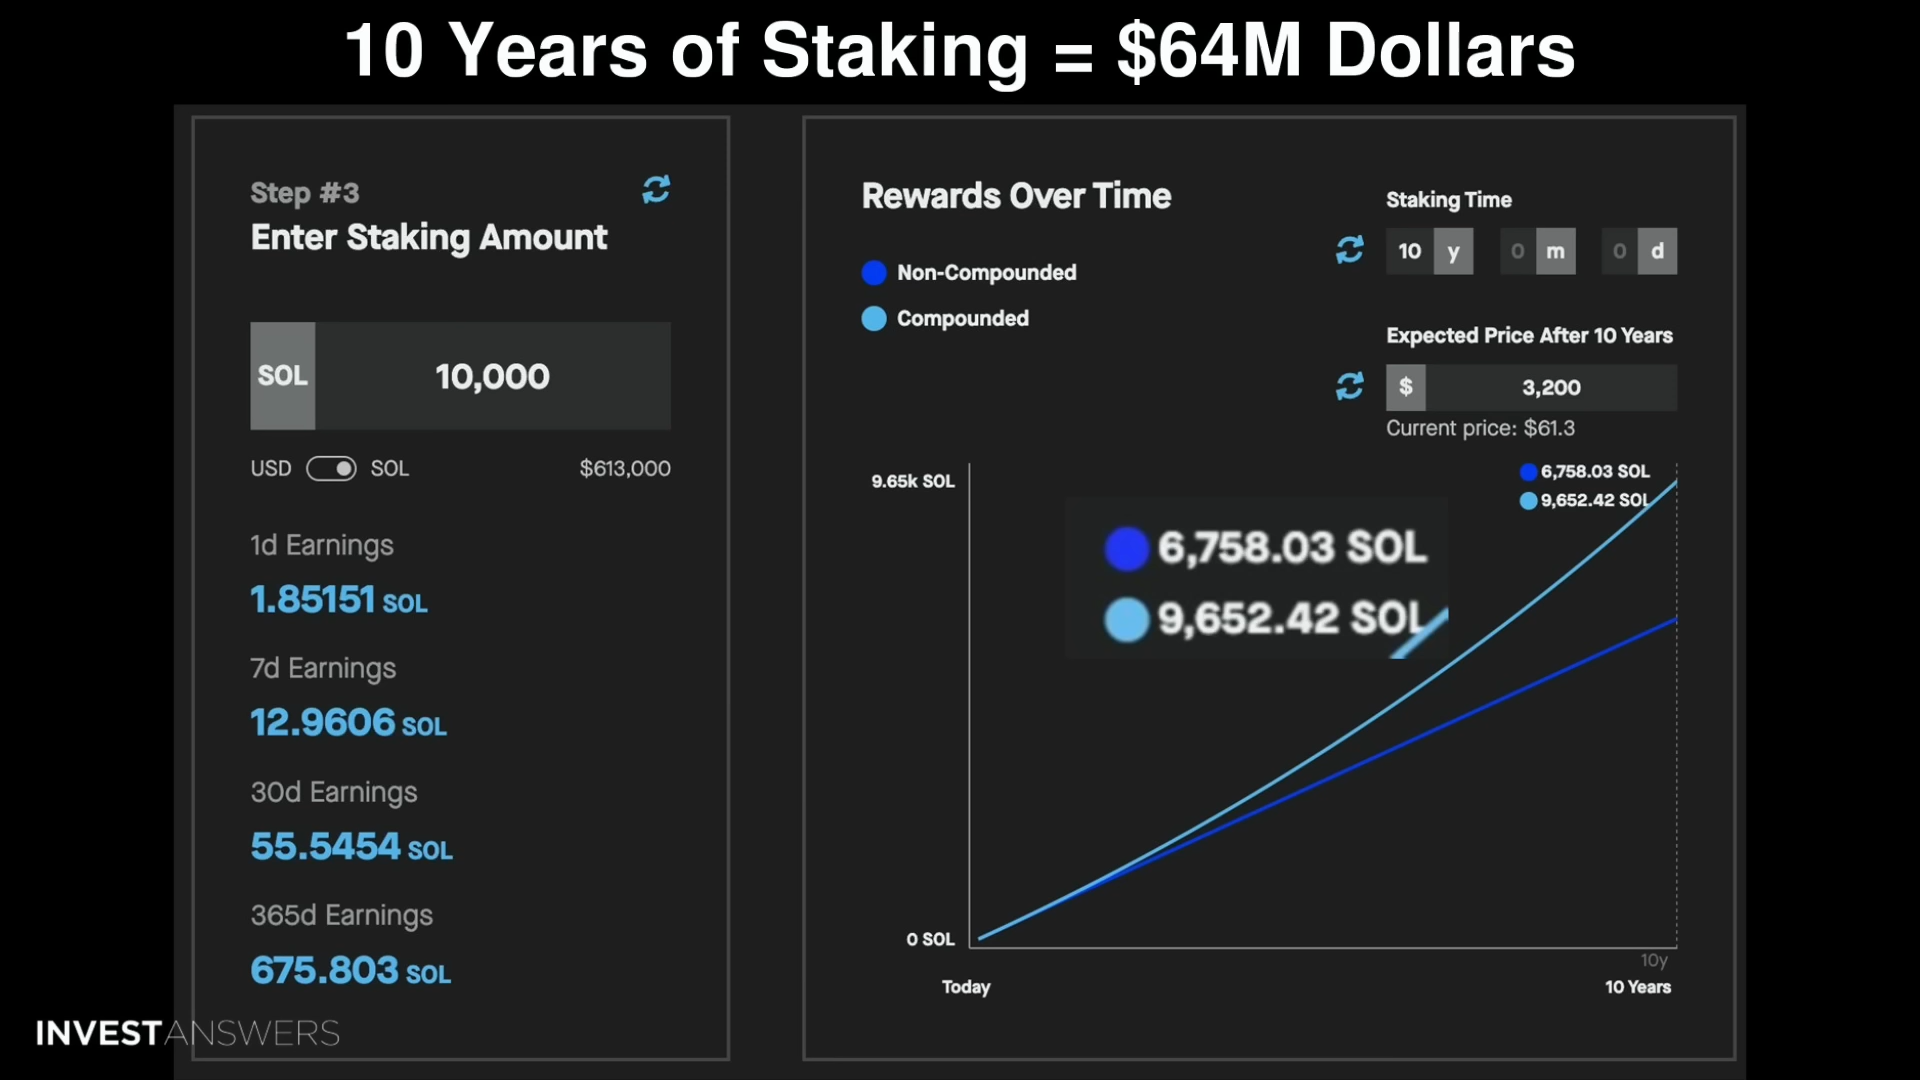 10 Years of Staking = $64M Dollars
Step #3
Enter Staking Amount
SOL 10,000
USD SOL $613,000
1d Earnings
1.85151 SOL
7d Earnings
12.9606 SOL
30d Earnings
55.5454 SOL
365d Earnings
675.803 SOL
INVESTANSWERS
Rewards Over Time
Non-Compounded
Compounded
Staking Time
10 y 0 m 0 d
Expected Price After 10 Years
$ 3,200
Current price: $61.3
6,758.03 SOL
9,652.42 SOL
9.65k SOL
6,758.03 SOL
9,652.42 SOL
0 SOL
10y
Today
10 Years